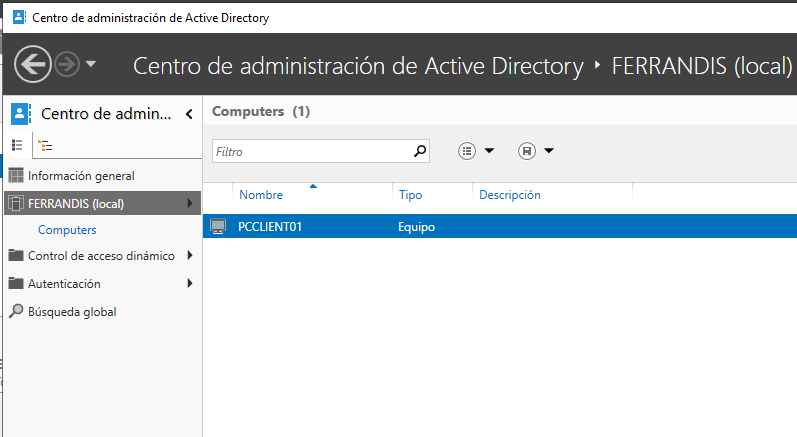 Centro de administración de Active Directory
Centro de administración de Active Directory ‣ FERRANDIS (local)
Centro de admin...
Computers (1)
Filtro
Nombre Tipo Descripción
Información general
FERRANDIS (local)
PCCLIENT01 Equipo
Computers
Control de acceso dinámico
Autenticación
Búsqueda global